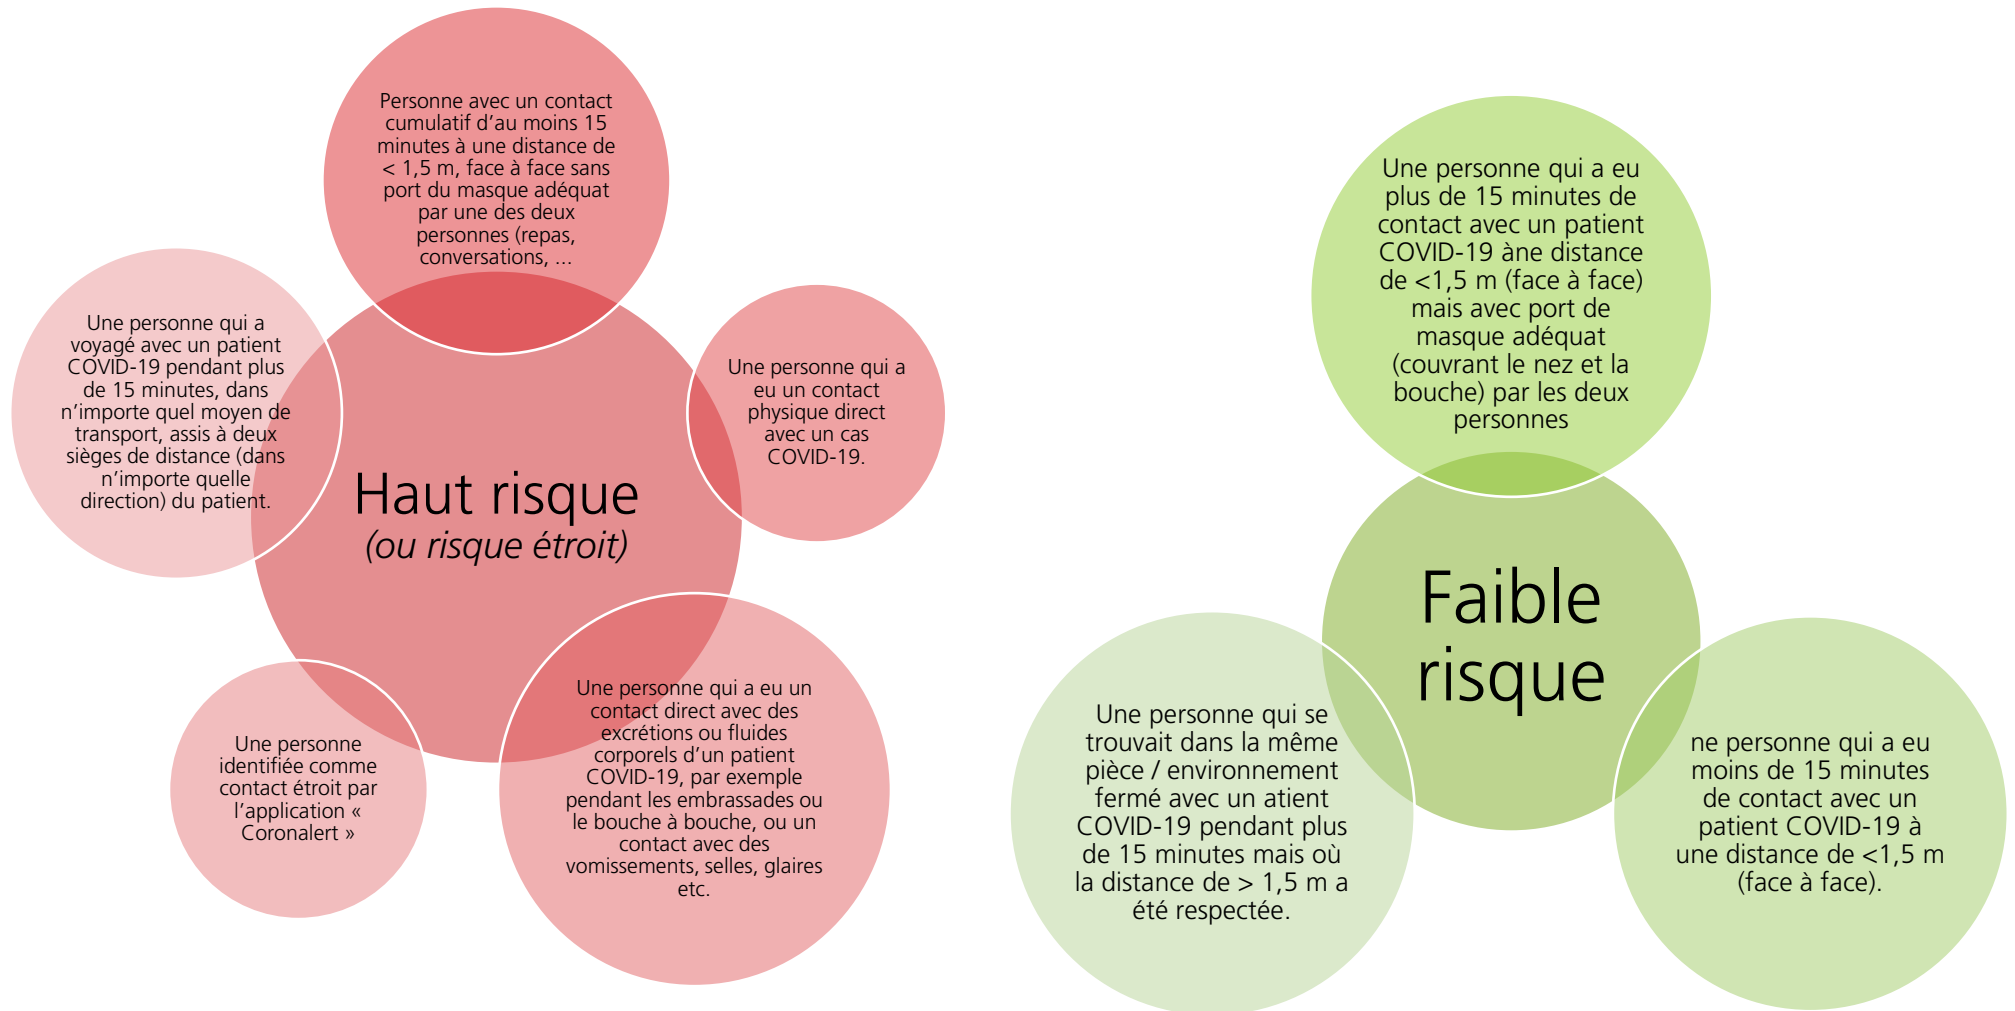 Personne avec un contact
cumulatif d’au moins 15
minutes à une distance de
< 1,5 m, face à face sans
port du masque adéquat
par une des deux
personnes (repas,
conversations, ...
Une personne qui a
voyagé avec un patient
COVID-19 pendant plus
de 15 minutes, dans
n’importe quel moyen de
transport, assis à deux
sièges de distance (dans
n’importe quelle
direction) du patient.
Une personne qui a
eu un contact
physique direct
avec un cas
COVID-19.
Haut risque
(ou risque étroit)
Une personne
identifiée comme
contact étroit par
l’application «
Coronalert »
Une personne qui a eu un
contact direct avec des
excrétions ou fluides
corporels d’un patient
COVID-19, par exemple
pendant les embrassades ou
le bouche à bouche, ou un
contact avec des
vomissements, selles, glaires
etc.
Une personne qui a eu
plus de 15 minutes de
contact avec un patient
COVID-19 àne distance
de <1,5 m (face à face)
mais avec port de
masque adéquat
(couvrant le nez et la
bouche) par les deux
personnes
Faible
risque
Une personne qui se
trouvait dans la même
pièce / environnement
fermé avec un atient
COVID-19 pendant plus
de 15 minutes mais où
la distance de > 1,5 m a
été respectée.
ne personne qui a eu
moins de 15 minutes
de contact avec un
patient COVID-19 à
une distance de <1,5 m
(face à face).